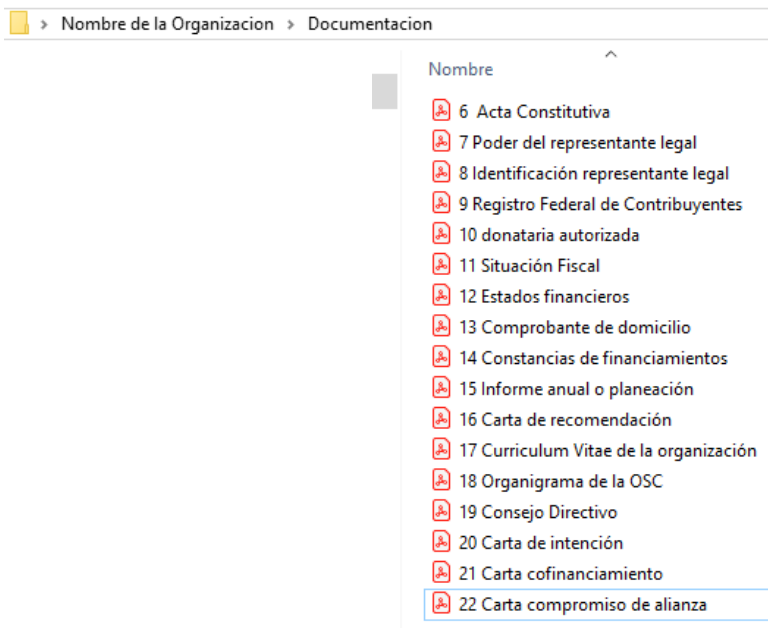 Nombre de la Organizacion > Documentacion
Nombre
6 Acta Constitutiva
7 Poder del representante legal
8 Identificación representante legal
9 Registro Federal de Contribuyentes
10 donataria autorizada
11 Situación Fiscal
12 Estados financieros
13 Comprobante de domicilio
14 Constancias de financiamientos
15 Informe anual o planeación
16 Carta de recomendación
17 Curriculum Vitae de la organización
18 Organigrama de la OSC
19 Consejo Directivo
20 Carta de intención
21 Carta cofinanciamiento
22 Carta compromiso de alianza